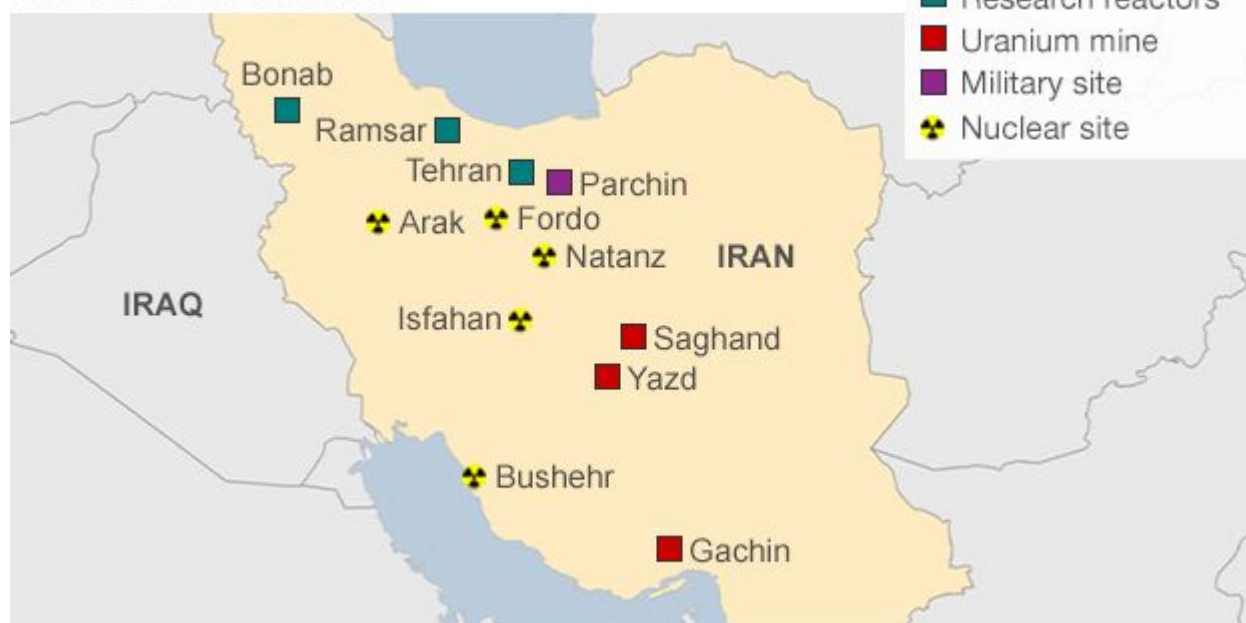 Research reactors
Uranium mine
Military site
Nuclear site
Bonab
Ramsar
Tehran
Parchin
Arak
Fordo
Natanz
IRAN
IRAQ
Isfahan
Saghand
Yazd
Bushehr
Gachin